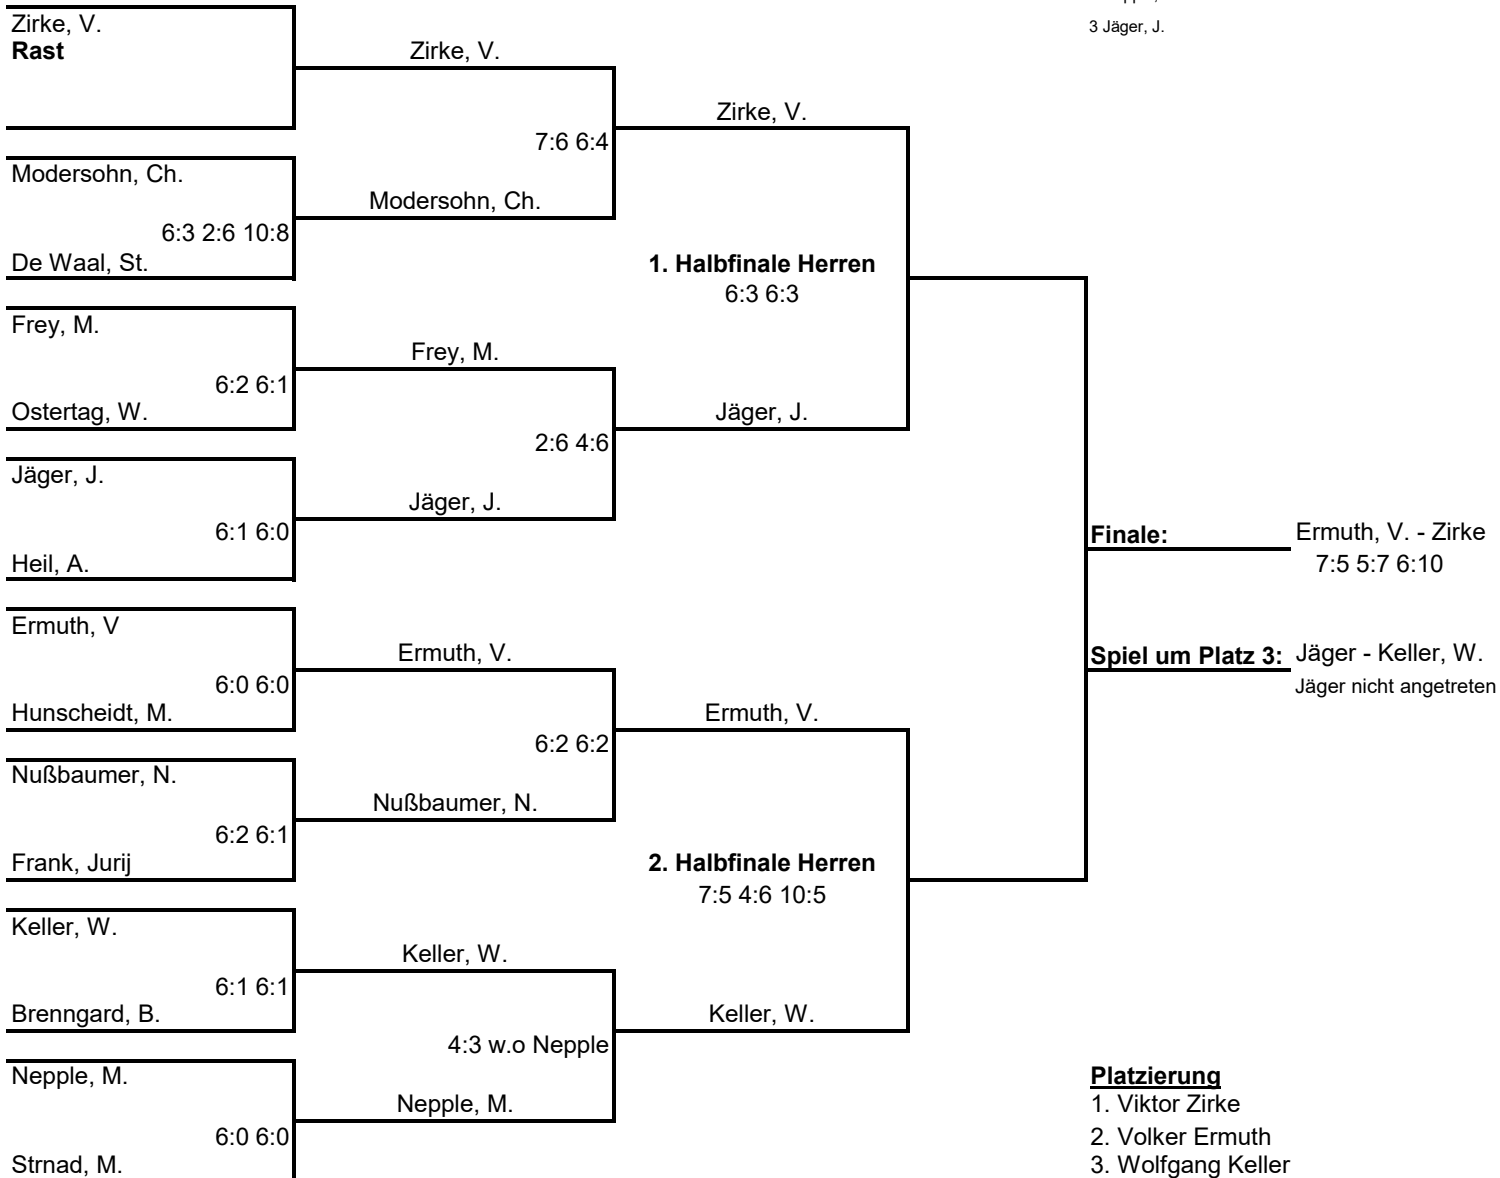 3 Jäger, J.
Zirke, V.
Rast
Zirke, V.
Zirke, V.
7:6 6:4
Modersohn, Ch.
Modersohn, Ch.
6:3 2:6 10:8
De Waal, St.
1. Halbfinale Herren
6:3 6:3
Frey, M.
Frey, M.
6:2 6:1
Ostertag, W.
Jäger, J.
2:6 4:6
Jäger, J.
Jäger, J.
6:1 6:0
Heil, A.
Finale:
Ermuth, V. - Zirke
7:5 5:7 6:10
Ermuth, V
Ermuth, V.
Spiel um Platz 3:
Jäger - Keller, W.
Jäger nicht angetreten
6:0 6:0
Hunscheidt, M.
Ermuth, V.
6:2 6:2
Nußbaumer, N.
Nußbaumer, N.
6:2 6:1
Frank, Jurij
2. Halbfinale Herren
7:5 4:6 10:5
Keller, W.
Keller, W.
6:1 6:1
Brenngard, B.
Keller, W.
4:3 w.o Nepple
Nepple, M.
Nepple, M.
6:0 6:0
Strnad, M.
Platzierung
1. Viktor Zirke
2. Volker Ermuth
3. Wolfgang Keller